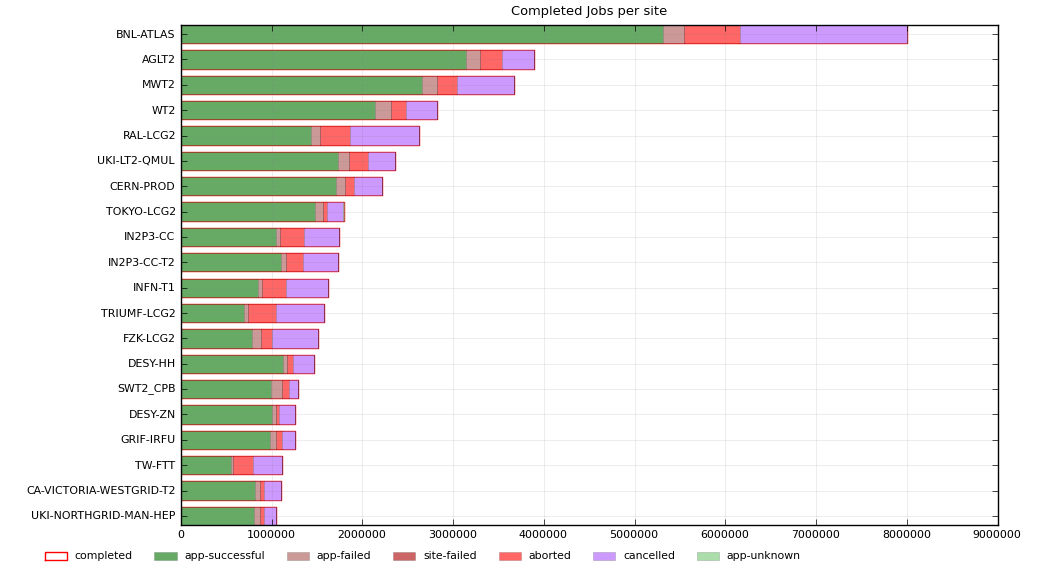 Completed Jobs per site
BNL-ATLAS
AGLT2
MWT2
WT2
RAL-LCG2
UKI-LT2-QMUL
CERN-PROD
TOKYO-LCG2
IN2P3-CC
IN2P3-CC-T2
INFN-T1
TRIUMF-LCG2
FZK-LCG2
DESY-HH
SWT2_CPB
DESY-ZN
GRIF-IRFU
TW-FTT
CA-VICTORIA-WESTGRID-T2
UKI-NORTHGRID-MAN-HEP
0 1000000 2000000 3000000 4000000 5000000 6000000 7000000 8000000 9000000
completed app-successful app-failed site-failed aborted cancelled app-unknown